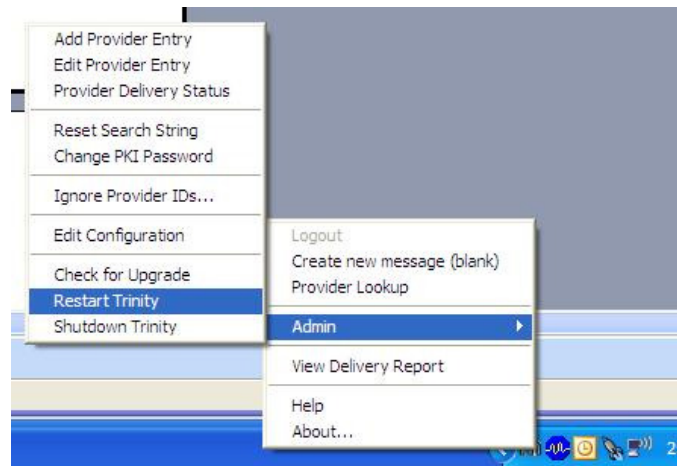 Add Provider Entry
Edit Provider Entry
Provider Delivery Status
Reset Search String
Change PKI Password
Ignore Provider IDs...
Edit Configuration
Check for Upgrade
Restart Trinity
Shutdown Trinity
Logout
Create new message (blank)
Provider Lookup
Admin
View Delivery Report
Help
About...
2